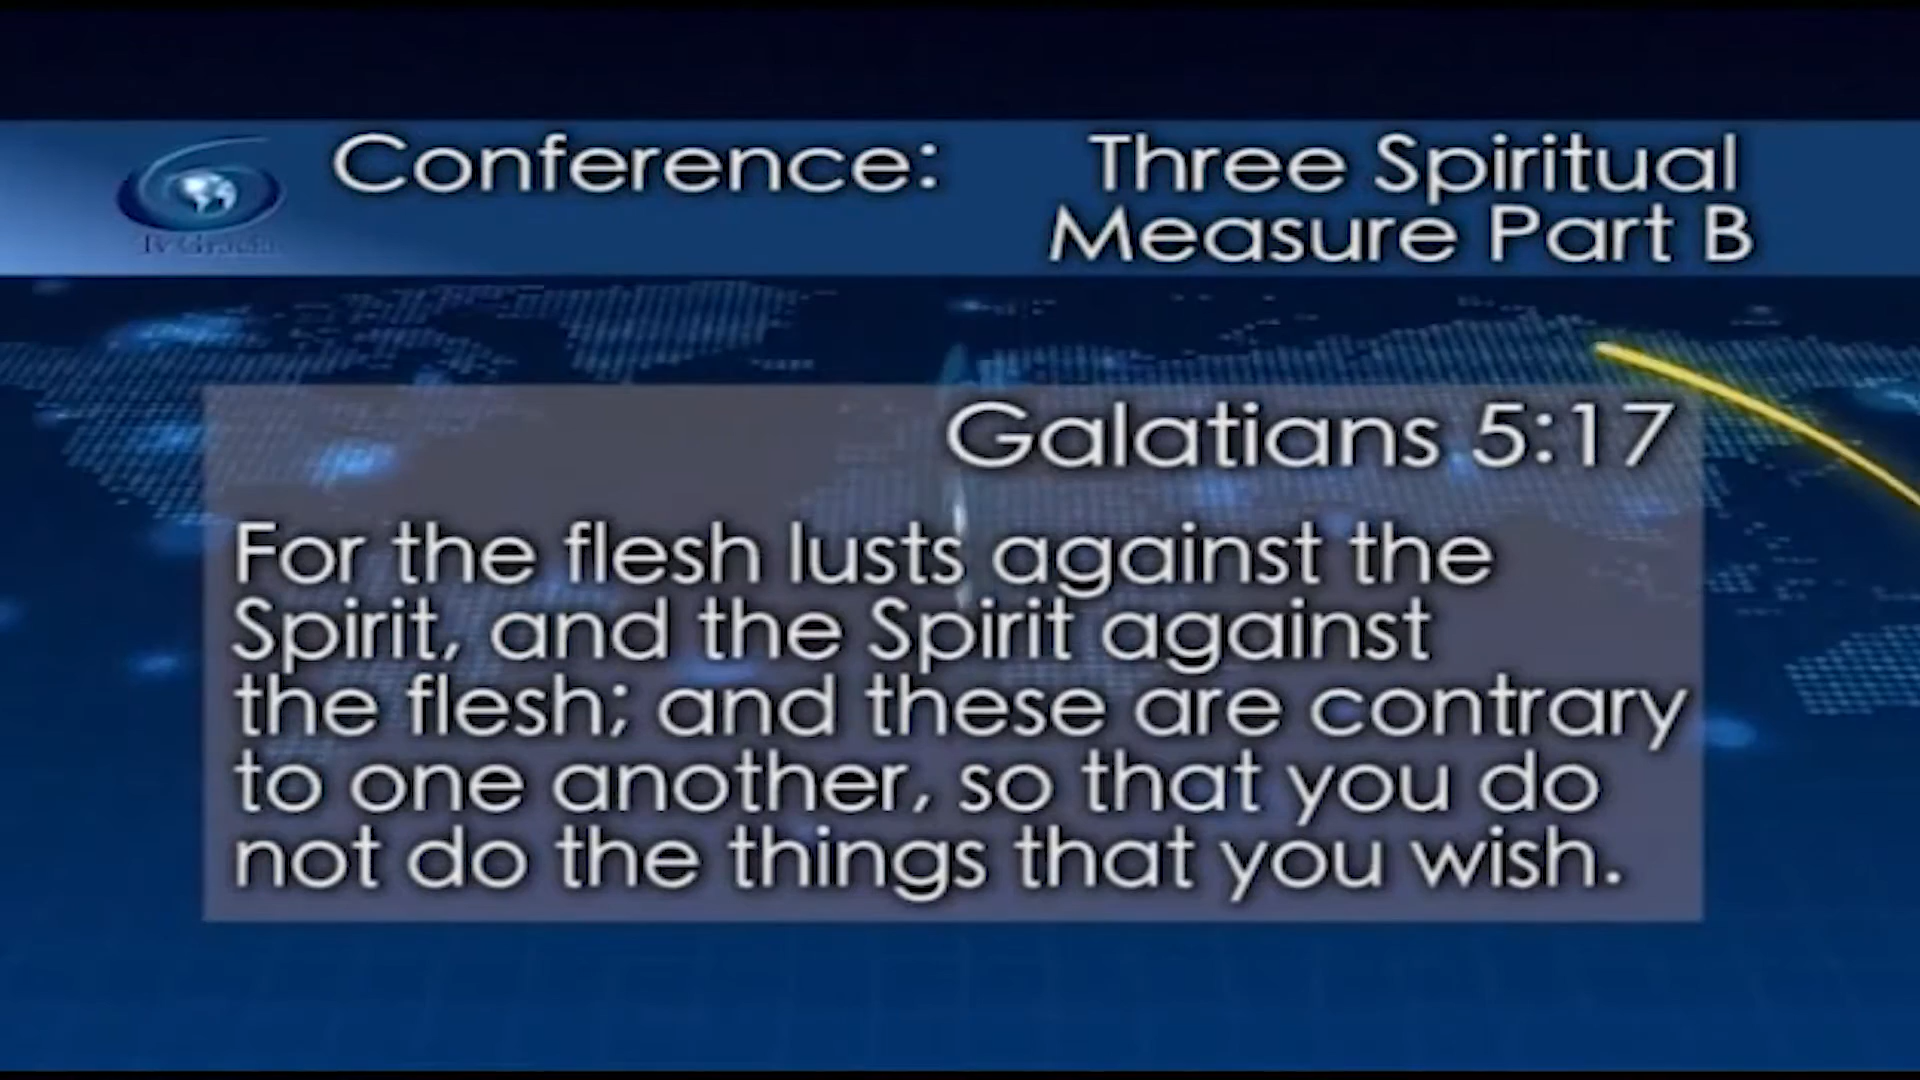 Conference:
Three Spiritual
Measure Part B
Tv Gracia
Galatians 5:17
For the flesh lusts against the
Spirit, and the Spirit against
the flesh; and these are contrary
to one another, so that you do
not do the things that you wish.